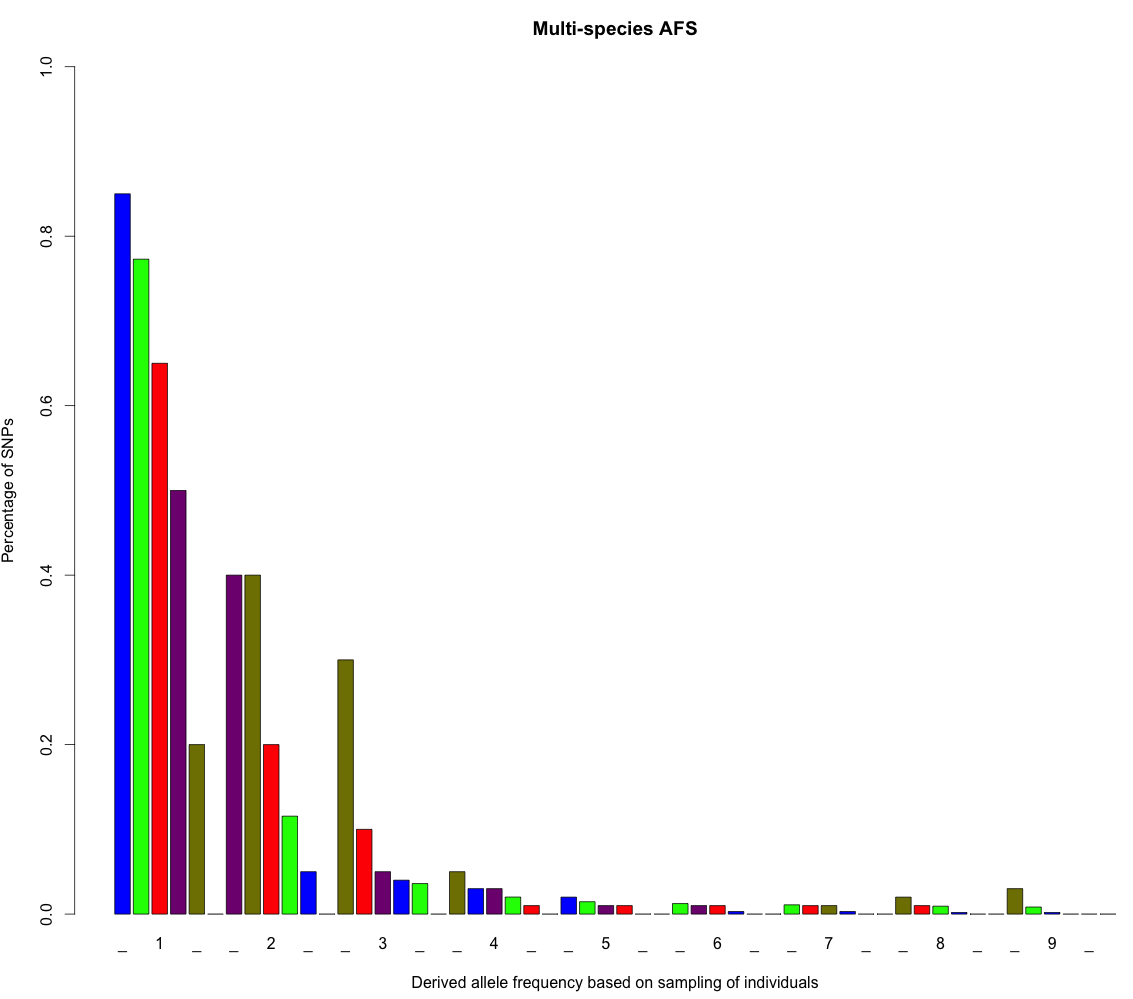 Multi-species AFS
Percentage of SNPs
1.0
0.8
0.6
0.4
0.2
0.0
_ 1 _ _ 2 _ _ 3 _ _ 4 _ _ 5 _ _ 6 _ _ 7 _ _ 8 _ _ 9 _
Derived allele frequency based on sampling of individuals